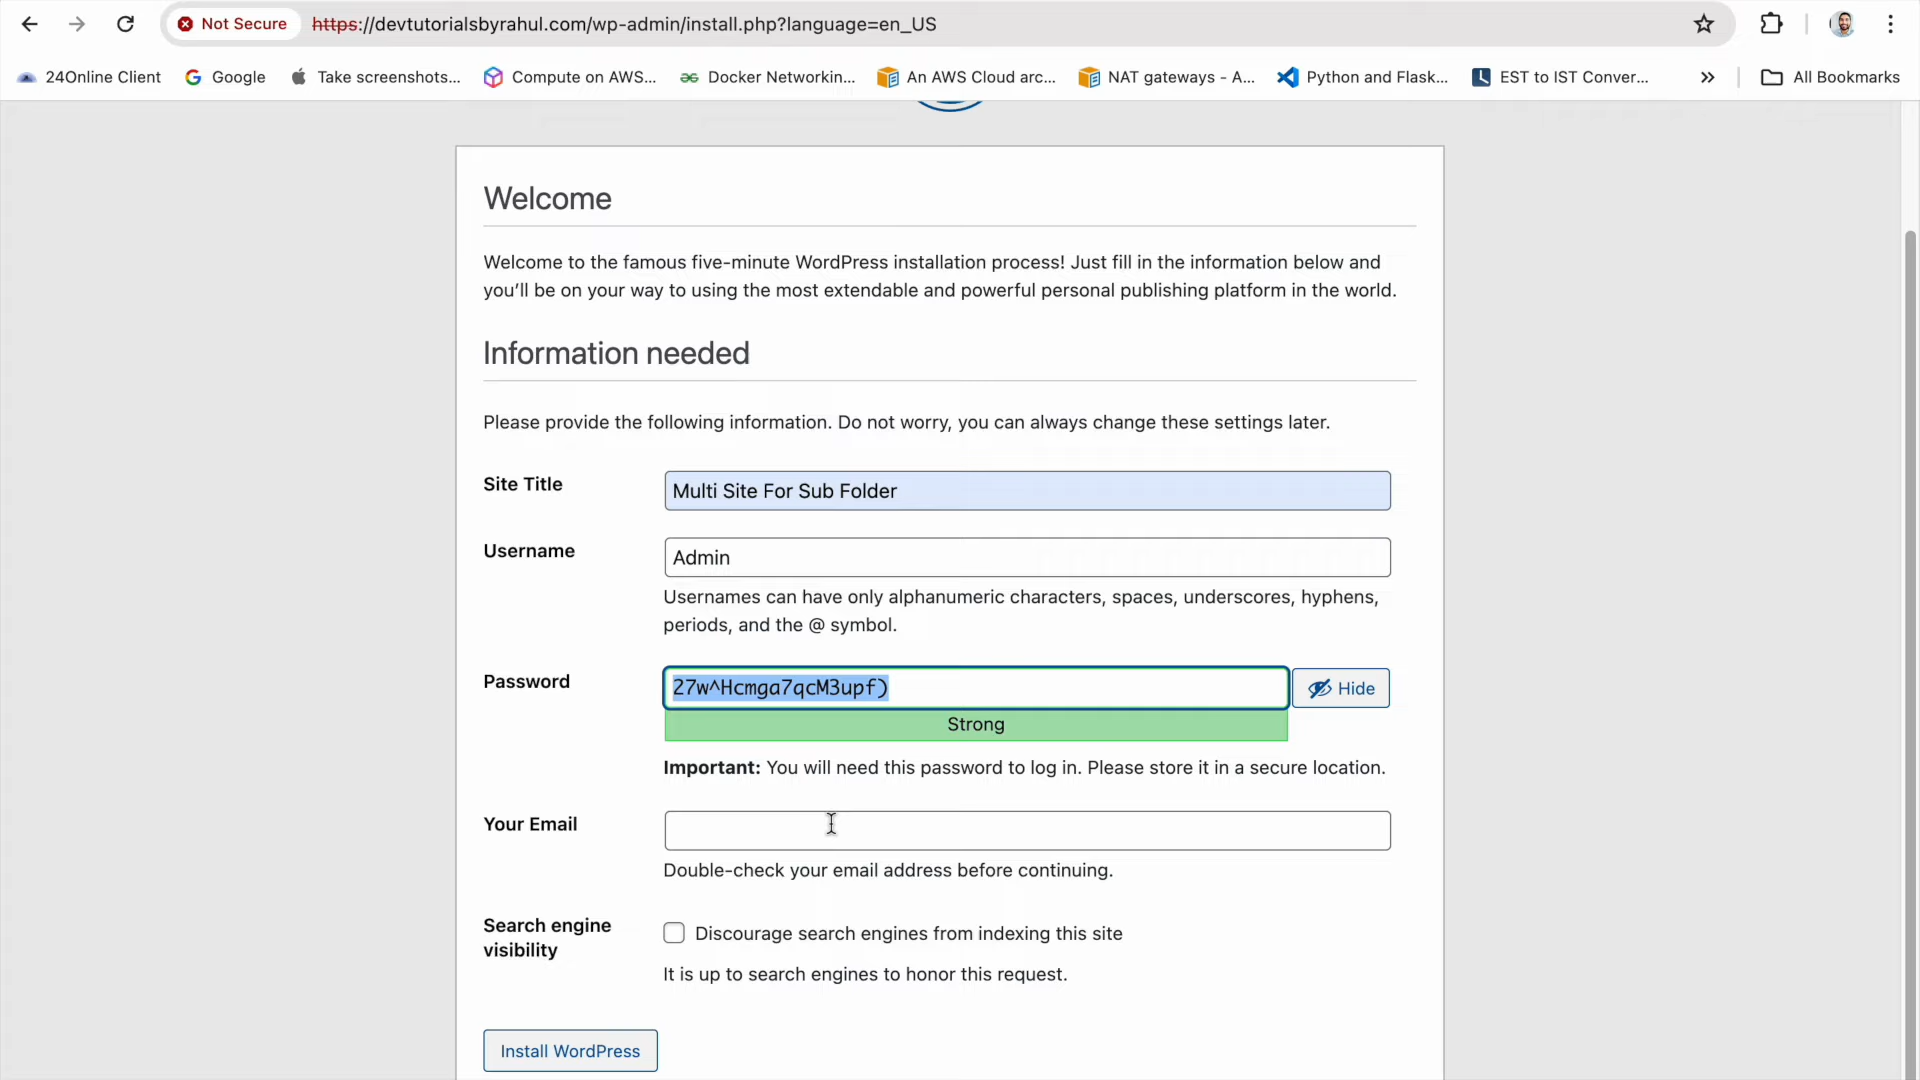 Not Secure https://devtutorialsbyrahul.com/wp-admin/install.php?language=en_US
24Online Client Google Take screenshots... Compute on AWS... Docker Networkin... An AWS Cloud arc... NAT gateways - A... Python and Flask... EST to IST Conver... » All Bookmarks
Welcome
Welcome to the famous five-minute WordPress installation process! Just fill in the information below and
you’ll be on your way to using the most extendable and powerful personal publishing platform in the world.
Information needed
Please provide the following information. Do not worry, you can always change these settings later.
Site Title Multi Site For Sub Folder
Username Admin
Usernames can have only alphanumeric characters, spaces, underscores, hyphens,
periods, and the @ symbol.
Password 27w^Hcmga7qcM3upf) Hide
Strong
Important: You will need this password to log in. Please store it in a secure location.
Your Email
Double-check your email address before continuing.
Search engine
visibility
Discourage search engines from indexing this site
It is up to search engines to honor this request.
Install WordPress